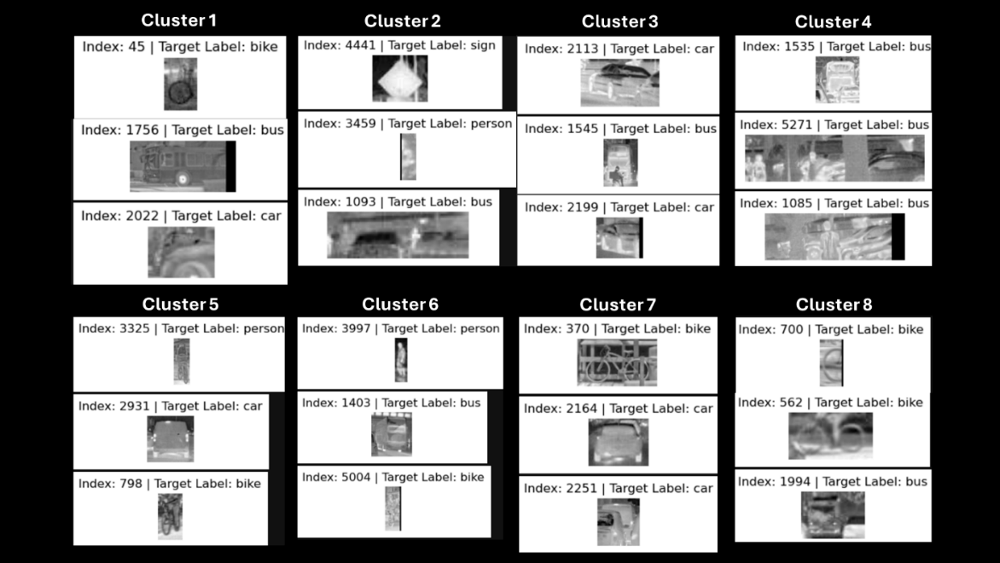 Cluster 1
Index: 45 | Target Label: bike
Index: 1756 | Target Label: bus
Index: 2022 | Target Label: car
Cluster 2
Index: 4441 | Target Label: sign
Index: 3459 | Target Label: person
Index: 1093 | Target Label: bus
Cluster 3
Index: 2113 | Target Label: car
Index: 1545 | Target Label: bus
Index: 2199 | Target Label: car
Cluster 4
Index: 1535 | Target Label: bus
Index: 5271 | Target Label: bus
Index: 1085 | Target Label: bus
Cluster 5
Index: 3325 | Target Label: person
Index: 2931 | Target Label: car
Index: 798 | Target Label: bike
Cluster 6
Index: 3997 | Target Label: person
Index: 1403 | Target Label: bus
Index: 5004 | Target Label: bike
Cluster 7
Index: 370 | Target Label: bike
Index: 2164 | Target Label: car
Index: 2251 | Target Label: car
Cluster 8
Index: 700 | Target Label: bike
Index: 562 | Target Label: bike
Index: 1994 | Target Label: bus